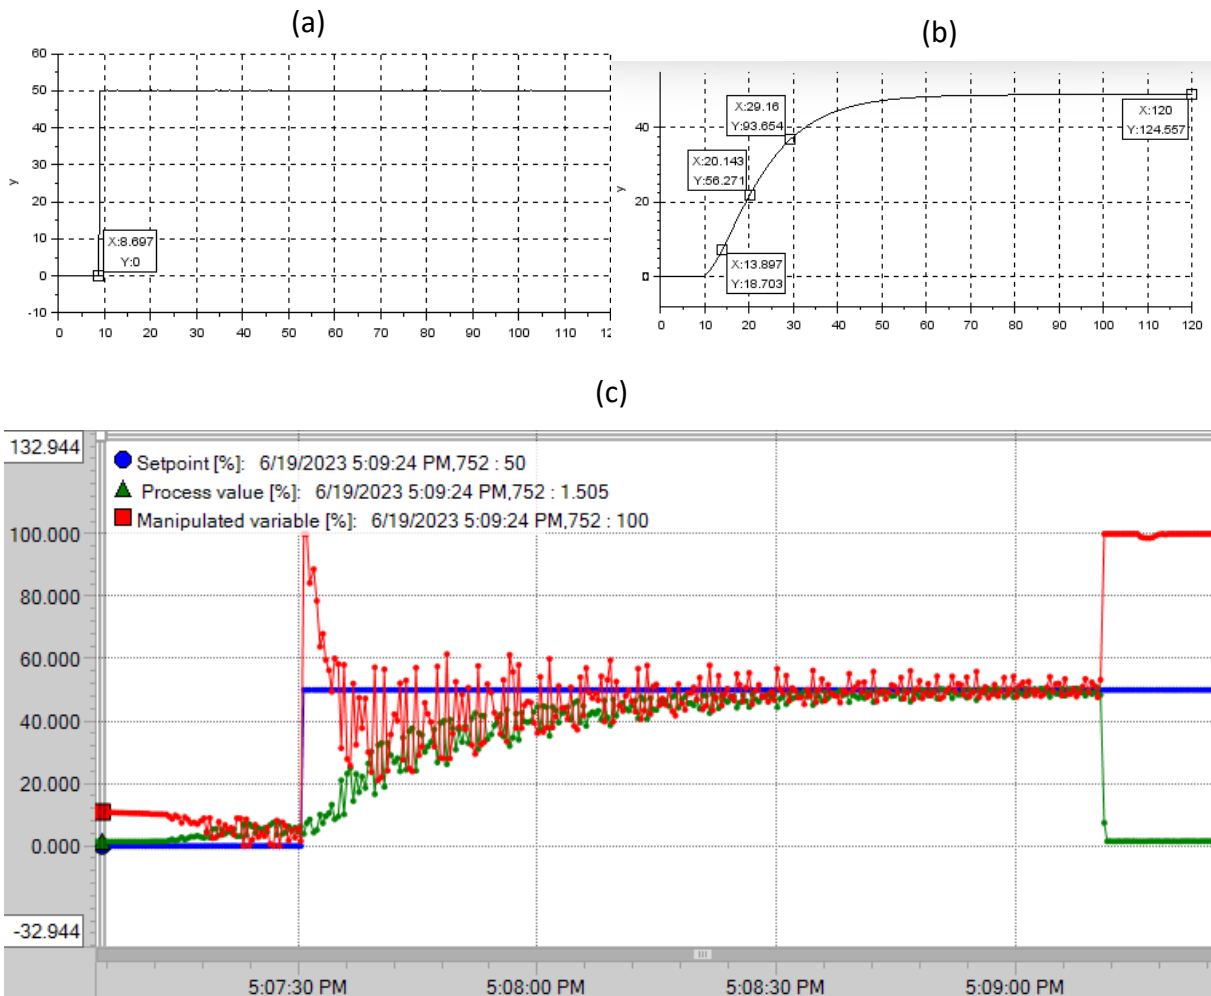 (a)
60
50
40
30
20
10
0
-10
y
X:8.697
Y:0
0 10 20 30 40 50 60 70 80 90 100 110
(b)
40
20
0
y
X:29.16
Y:93.654
X:20.143
Y:56.271
X:13.897
Y:18.703
X:120
Y:124.557
0 10 20 30 40 50 60 70 80 90 100 110 120
(c)
132.944
100.000
80.000
60.000
40.000
20.000
0.000
-32.944
Setpoint [%]: 6/19/2023 5:09:24 PM,752 : 50
Process value [%]: 6/19/2023 5:09:24 PM,752 : 1.505
Manipulated variable [%]: 6/19/2023 5:09:24 PM,752 : 100
5:07:30 PM 5:08:00 PM 5:08:30 PM 5:09:00 PM